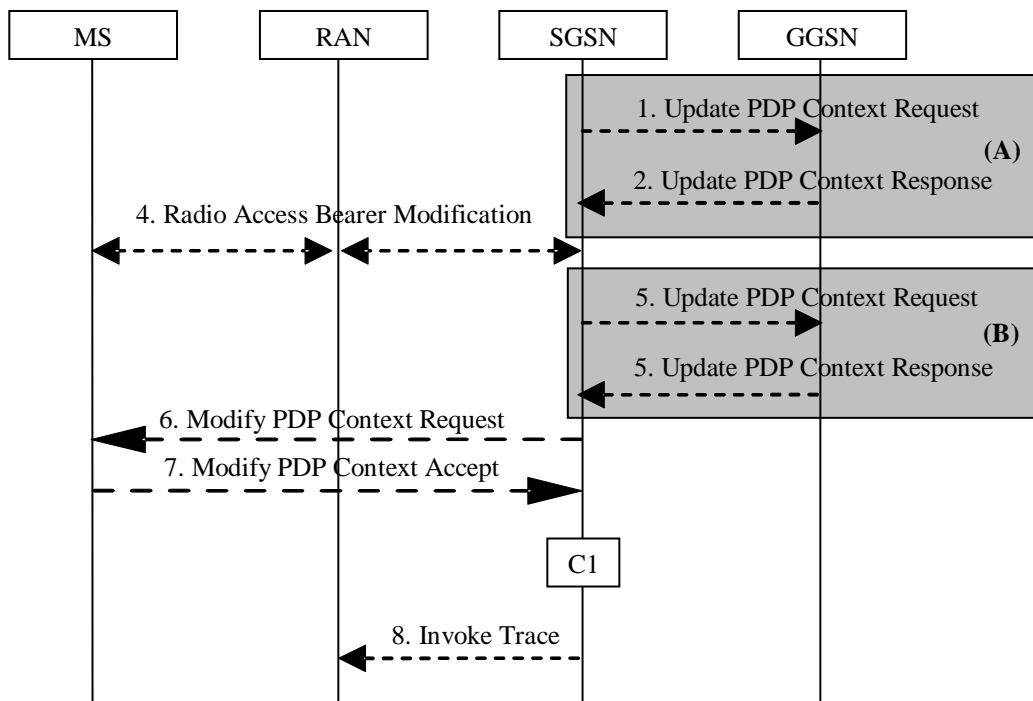 MS
RAN
SGSN
GGSN
1. Update PDP Context Request
(A)
2. Update PDP Context Response
4. Radio Access Bearer Modification
5. Update PDP Context Request
(B)
5. Update PDP Context Response
6. Modify PDP Context Request
7. Modify PDP Context Accept
C1
8. Invoke Trace